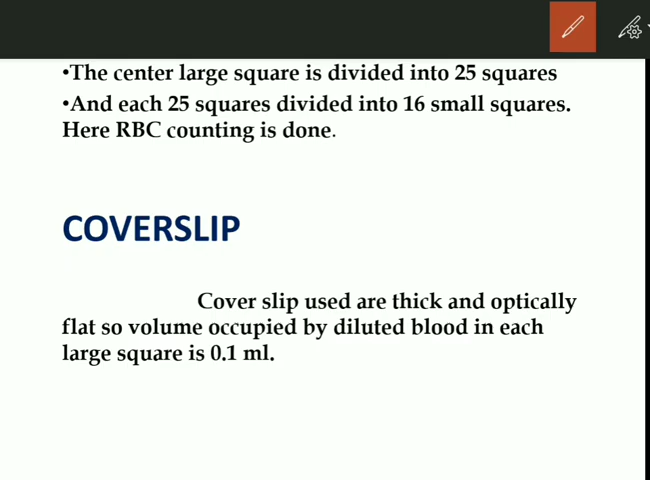 •The center large square is divided into 25 squares
•And each 25 squares divided into 16 small squares.
Here RBC counting is done.
COVERSLIP
Cover slip used are thick and optically
flat so volume occupied by diluted blood in each
large square is 0.1 ml.